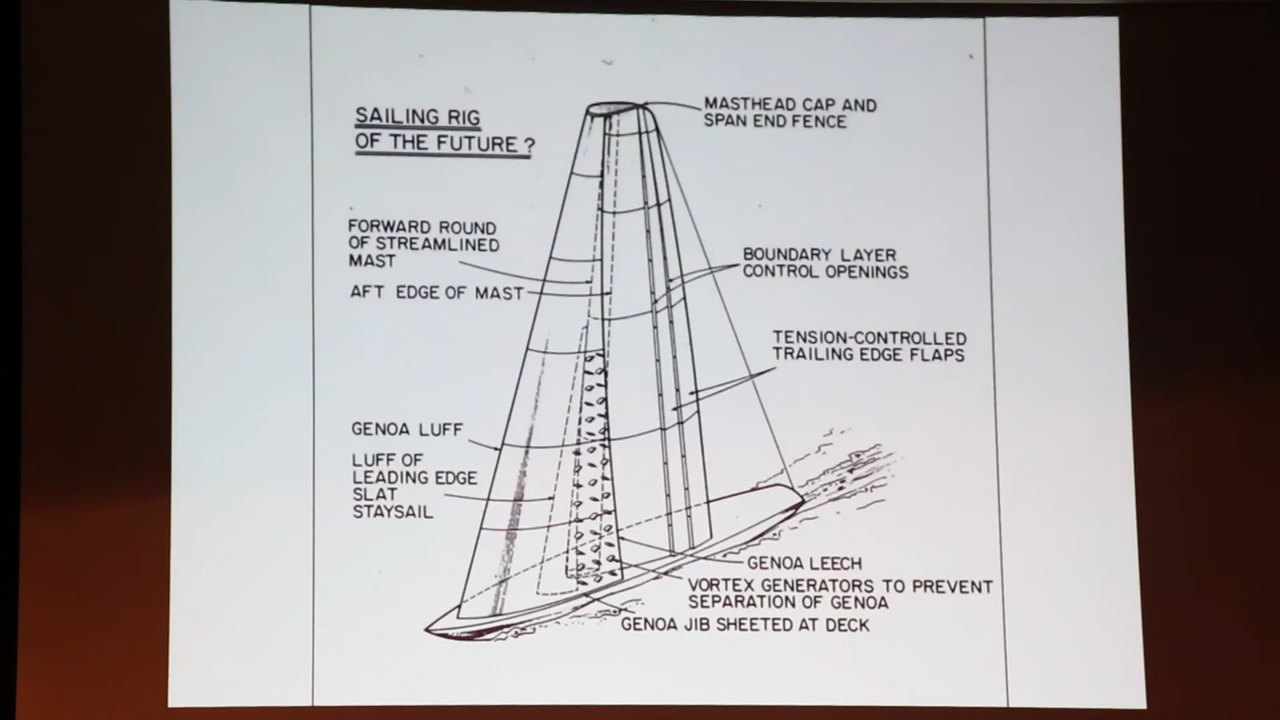 SAILING RIG
OF THE FUTURE?
MASTHEAD CAP AND
SPAN END FENCE
FORWARD ROUND
OF STREAMLINED
MAST
AFT EDGE OF MAST
BOUNDARY LAYER
CONTROL OPENINGS
TENSION-CONTROLLED
TRAILING EDGE FLAPS
GENOA LUFF
LUFF OF
LEADING EDGE
SLAT
STAYSAIL
GENOA LEECH
VORTEX GENERATORS TO PREVENT
SEPARATION OF GENOA
GENOA JIB SHEETED AT DECK